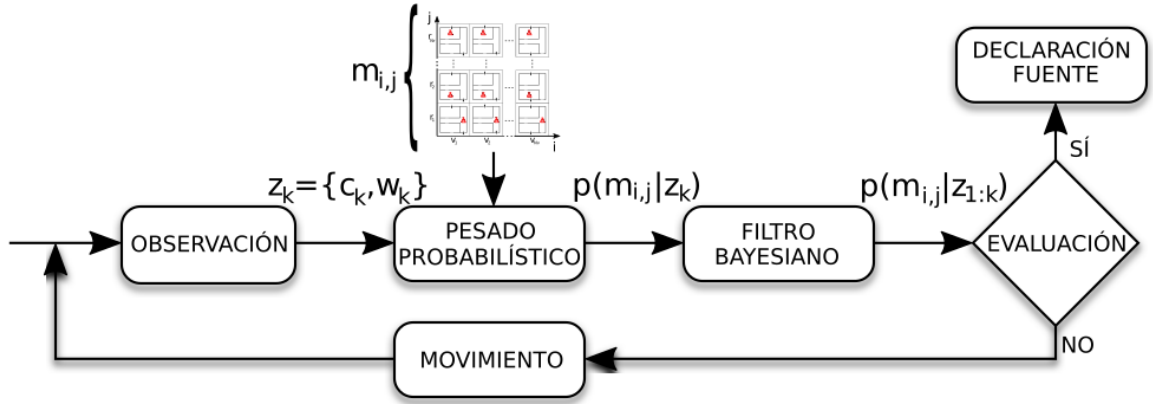 j
DECLARACIÓN
FUENTE
m_{i,j}
i
SÍ
z_k={c_k,w_k}
p(m_{i,j}|z_k)
p(m_{i,j}|z_{1:k})
OBSERVACIÓN
PESADO
PROBABILÍSTICO
FILTRO
BAYESIANO
EVALUACIÓN
MOVIMIENTO
NO